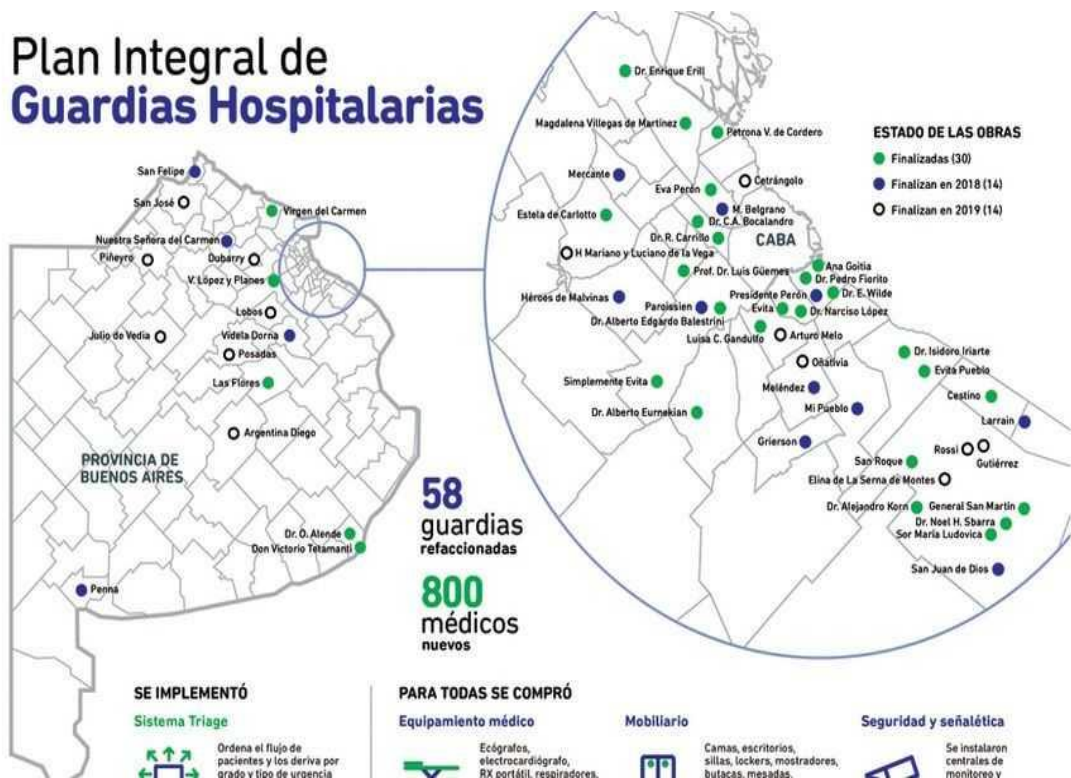 Plan Integral de
Guardias Hospitalarias
San Felipe
San José
Virgen del Carmen
Nuestra Señora del Carmen
Piñeyro
Dubarry
V. López y Planes
Lobos
Julio de Vedia
Videla Dorna
Posadas
Las Flores
Argentina Diego
PROVINCIA DE
BUENOS AIRES
Dr. O. Alende
Don Victorio Tetamanti
Penna
58
guardias
refaccionadas
800
médicos
nuevos
Dr. Enrique Erill
Magdalena Villegas de Martínez
Petrona V. de Cordero
Mercante
Cetrángolo
Eva Perón
M. Belgrano
Estela de Carlotto
Dr. C.A. Bocalandro
Dr. R. Carrillo
CABA
H Mariano y Luciano de la Vega
Prof. Dr. Luis Güemes
Ana Goitia
Dr. Pedro Fiorito
Héroes de Malvinas
Presidente Perón
Dr. E. Wilde
Paroissien
Evita
Dr. Narciso López
Dr. Alberto Edgardo Balestrini
Luisa C. Gandulfo
Arturo Melo
Dr. Isidoro Iriarte
Oñativia
Evita Pueblo
Simplemente Evita
Meléndez
Cestino
Dr. Alberto Eurnekian
Mi Pueblo
Larrain
Grierson
Rossi
Gutiérrez
San Roque
Elina de La Serna de Montes
Dr. Alejandro Korn
General San Martín
Dr. Noel H. Sbarra
Sor María Ludovica
San Juan de Dios
ESTADO DE LAS OBRAS
Finalizadas (30)
Finalizan en 2018 (14)
Finalizan en 2019 (14)
SE IMPLEMENTÓ
Sistema Triage
Ordena el flujo de
pacientes y los deriva por
grado y tipo de urgencia
PARA TODAS SE COMPRÓ
Equipamiento médico
Ecógrafos,
electrocardiógrafo,
RX portátil, respiradores,
Mobiliario
Camas, escritorios,
sillas, lockers, mostradores,
butacas, mesadas,
Seguridad y señalética
Se instalaron
centrales de
monitoreo